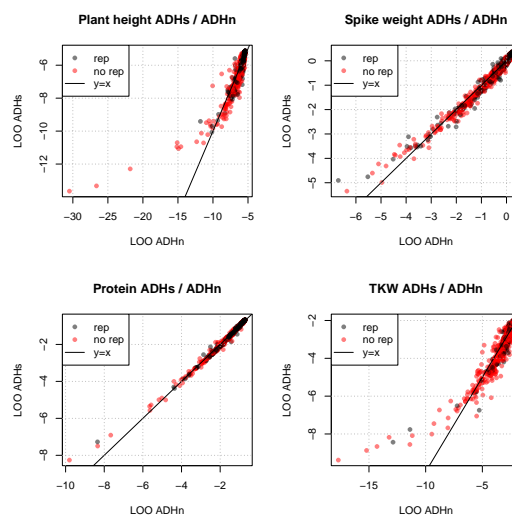 Plant height ADHs / ADHn
rep
no rep
y=x
LOO ADHs
−6
−8
−10
−12
−30
−25
−20
−15
−10
−5
LOO ADHn
Spike weight ADHs / ADHn
rep
no rep
y=x
LOO ADHs
0
−1
−2
−3
−4
−5
−6
−5
−4
−3
−2
−1
0
LOO ADHn
Protein ADHs / ADHn
rep
no rep
y=x
LOO ADHs
−2
−4
−6
−8
−10
−8
−6
−4
−2
LOO ADHn
TKW ADHs / ADHn
rep
no rep
y=x
LOO ADHs
−2
−4
−6
−8
−15
−10
−5
LOO ADHn